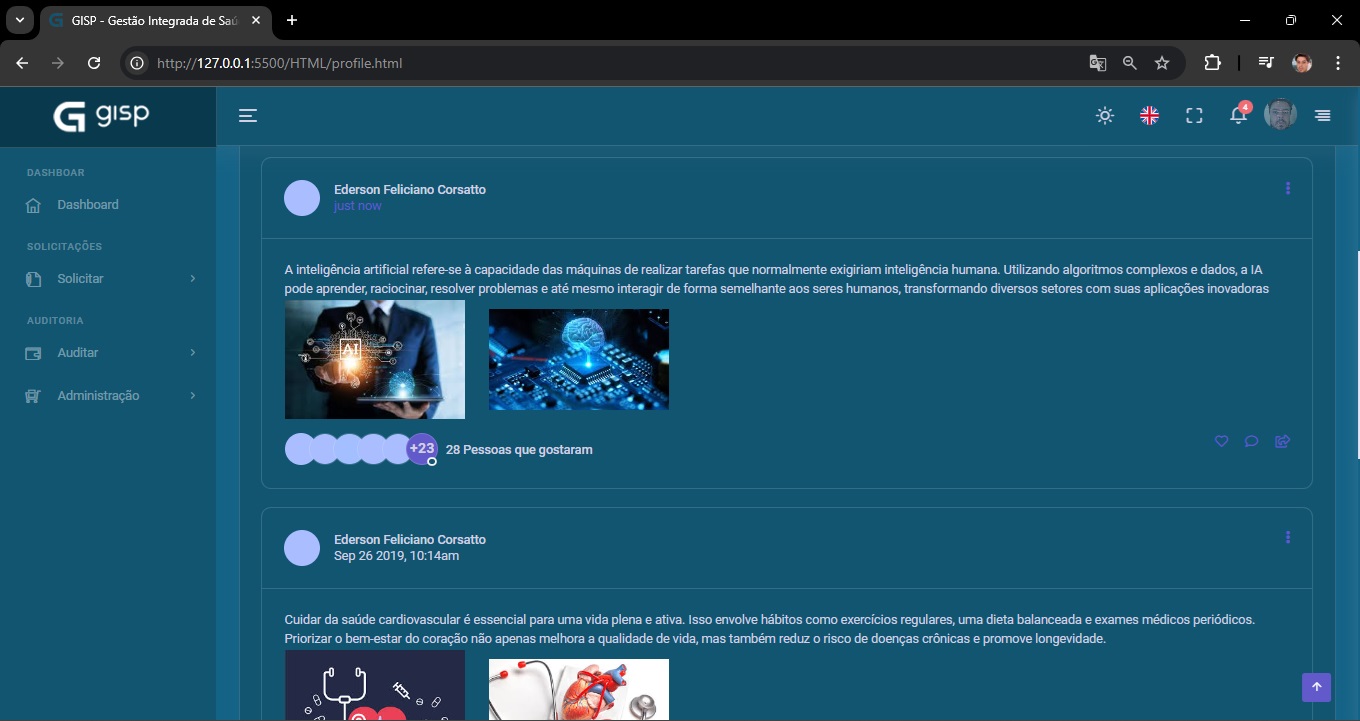 GISP - Gestão Integrada de Saú
http://127.0.0.1:5500/HTML/profile.html
gisp
4
DASHBOAR
Dashboard
SOLICITAÇÕES
Solicitar
AUDITORIA
Auditar
Administração
Ederson Feliciano Corsatto
just now
A inteligência artificial refere-se à capacidade das máquinas de realizar tarefas que normalmente exigiriam inteligência humana. Utilizando algoritmos complexos e dados, a IA
pode aprender, raciocinar, resolver problemas e até mesmo interagir de forma semelhante aos seres humanos, transformando diversos setores com suas aplicações inovadoras
AI
+23
28 Pessoas que gostaram
Ederson Feliciano Corsatto
Sep 26 2019, 10:14am
Cuidar da saúde cardiovascular é essencial para uma vida plena e ativa. Isso envolve hábitos como exercícios regulares, uma dieta balanceada e exames médicos periódicos.
Priorizar o bem-estar do coração não apenas melhora a qualidade de vida, mas também reduz o risco de doenças crônicas e promove longevidade.